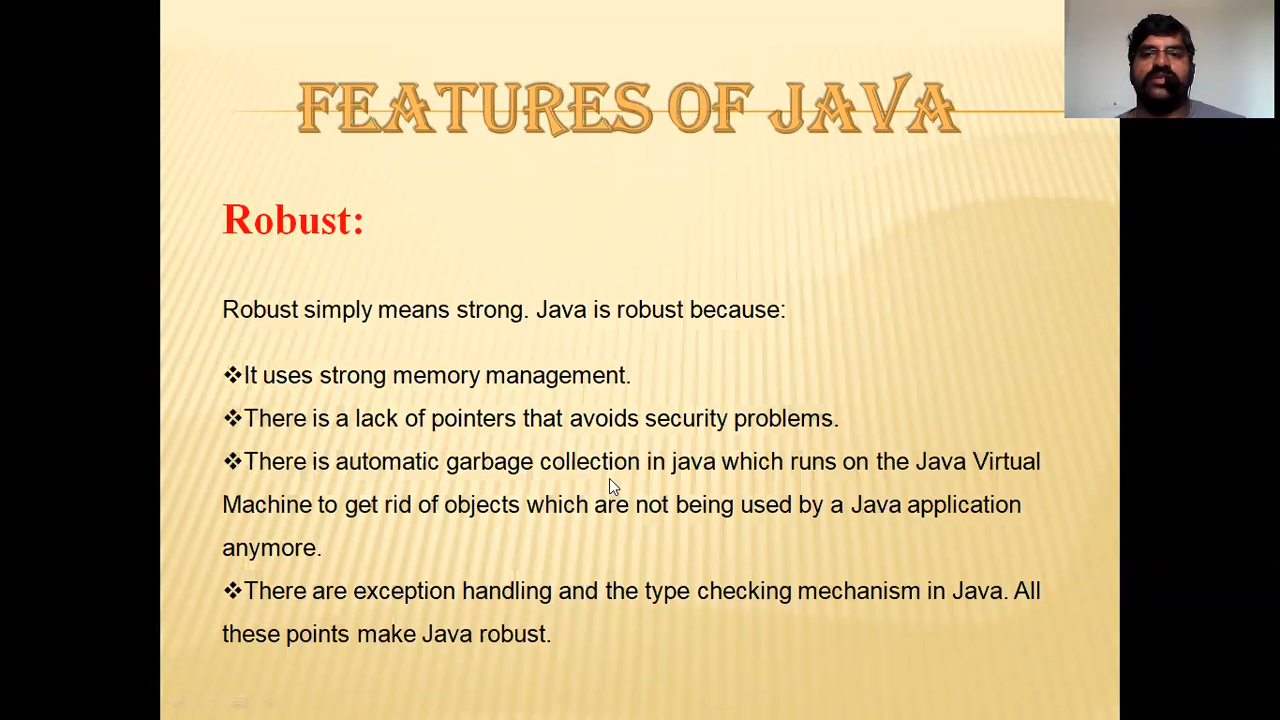 FEATURES OF JAVA
Robust:
Robust simply means strong. Java is robust because:
❖It uses strong memory management.
❖There is a lack of pointers that avoids security problems.
❖There is automatic garbage collection in java which runs on the Java Virtual
Machine to get rid of objects which are not being used by a Java application
anymore.
❖There are exception handling and the type checking mechanism in Java. All
these points make Java robust.